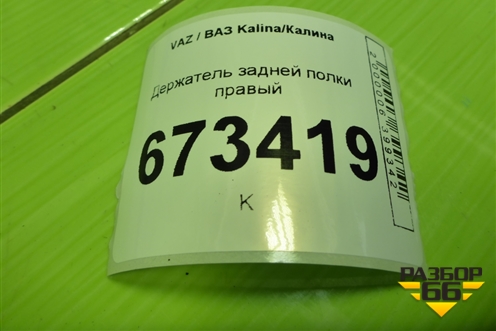 VAZ / ВАЗ Kalina/Калина
Держатель задней полки
правый
673419
К
2000006399342
РАЗБОР
66